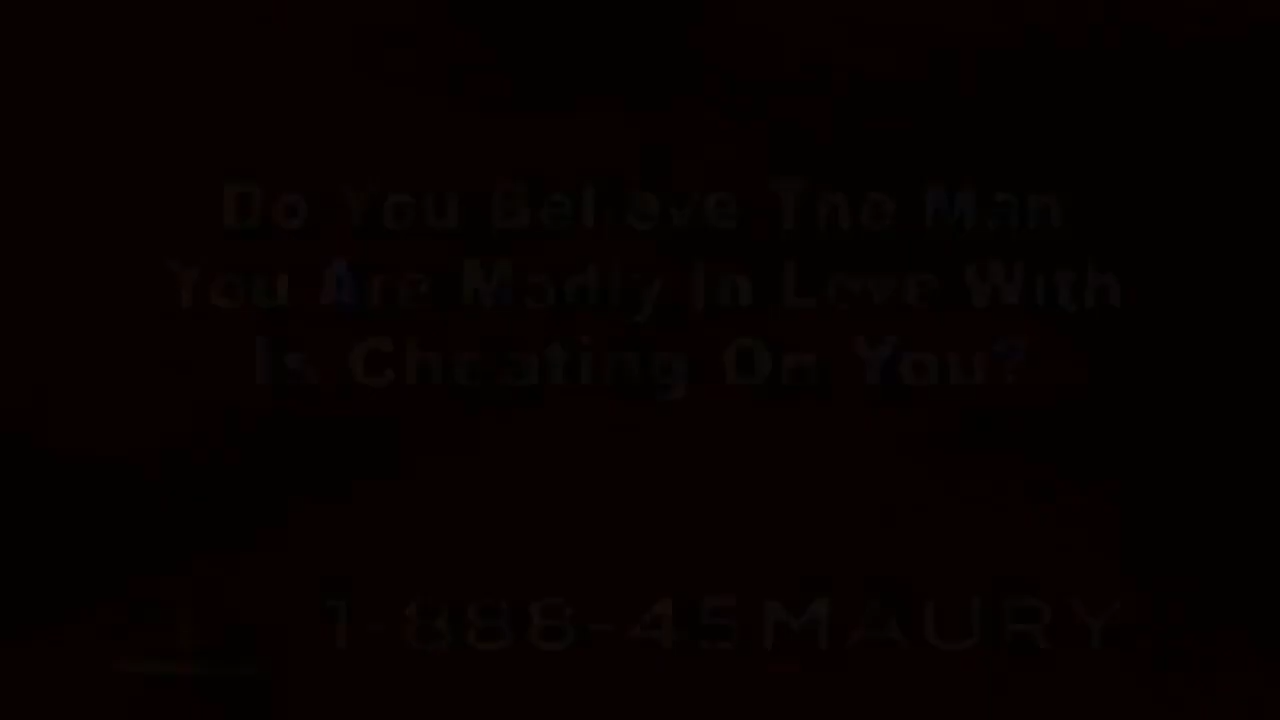 Do You Believe The Man
You Are Madly In Love With
Is Cheating On You?
1-888-45MAURY